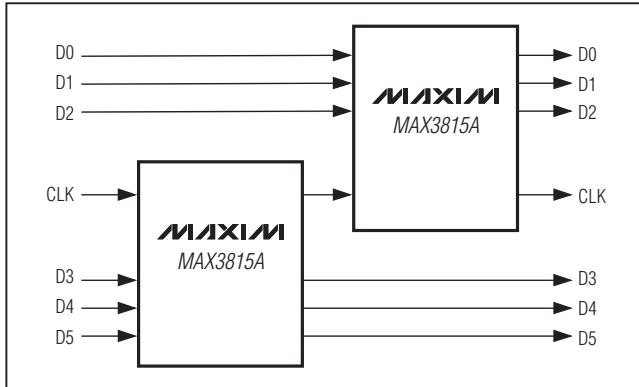 D0 D0
D1 D1
D2 MAXIM D2
MAX3815A
CLK CLK
MAXIM
MAX3815A
D3 D3
D4 D4
D5 D5